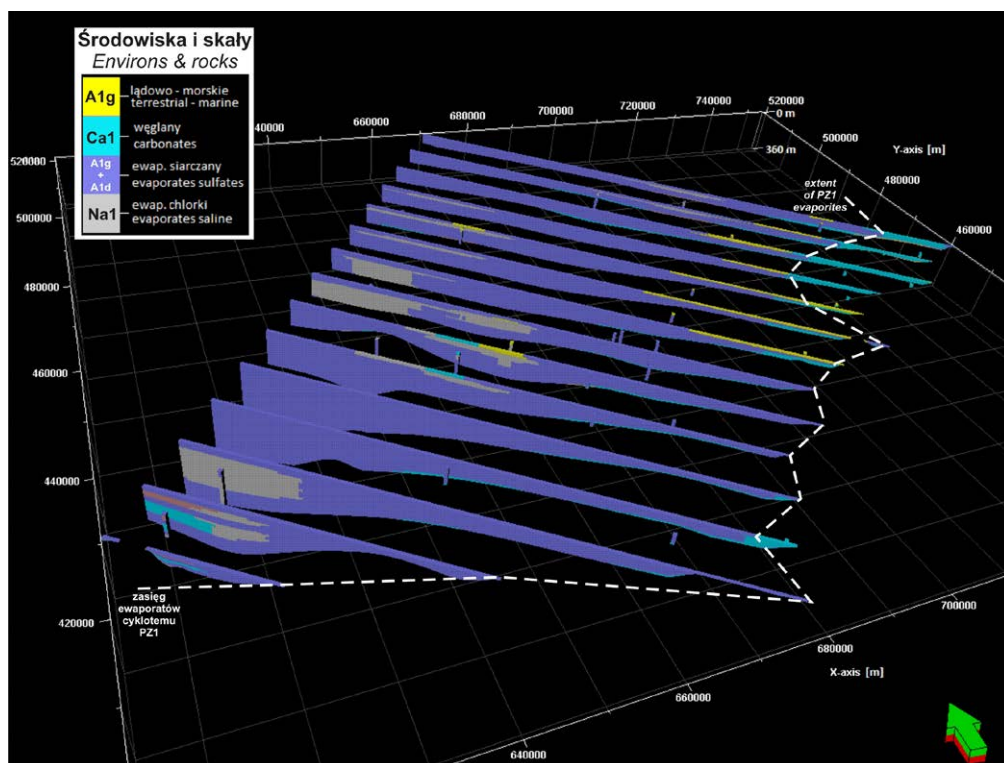 Środowiska i skały
Environs & rocks
A1g
lądowo - morskie
terrestrial - marine
Ca1
węglany
carbonates
A1g
+
A1d
ewap. siarczany
evaporates sulfates
Na1
ewap. chlorki
evaporates saline
40000
660000
680000
700000
720000
740000
520000
0 m
360 m
500000
Y-axis [m]
480000
460000
extent
of PZ1
evaporites
520000
500000
480000
460000
440000
420000
zasięg
ewaporatów
cyklotemu
PZ1
700000
680000
X-axis [m]
660000
640000